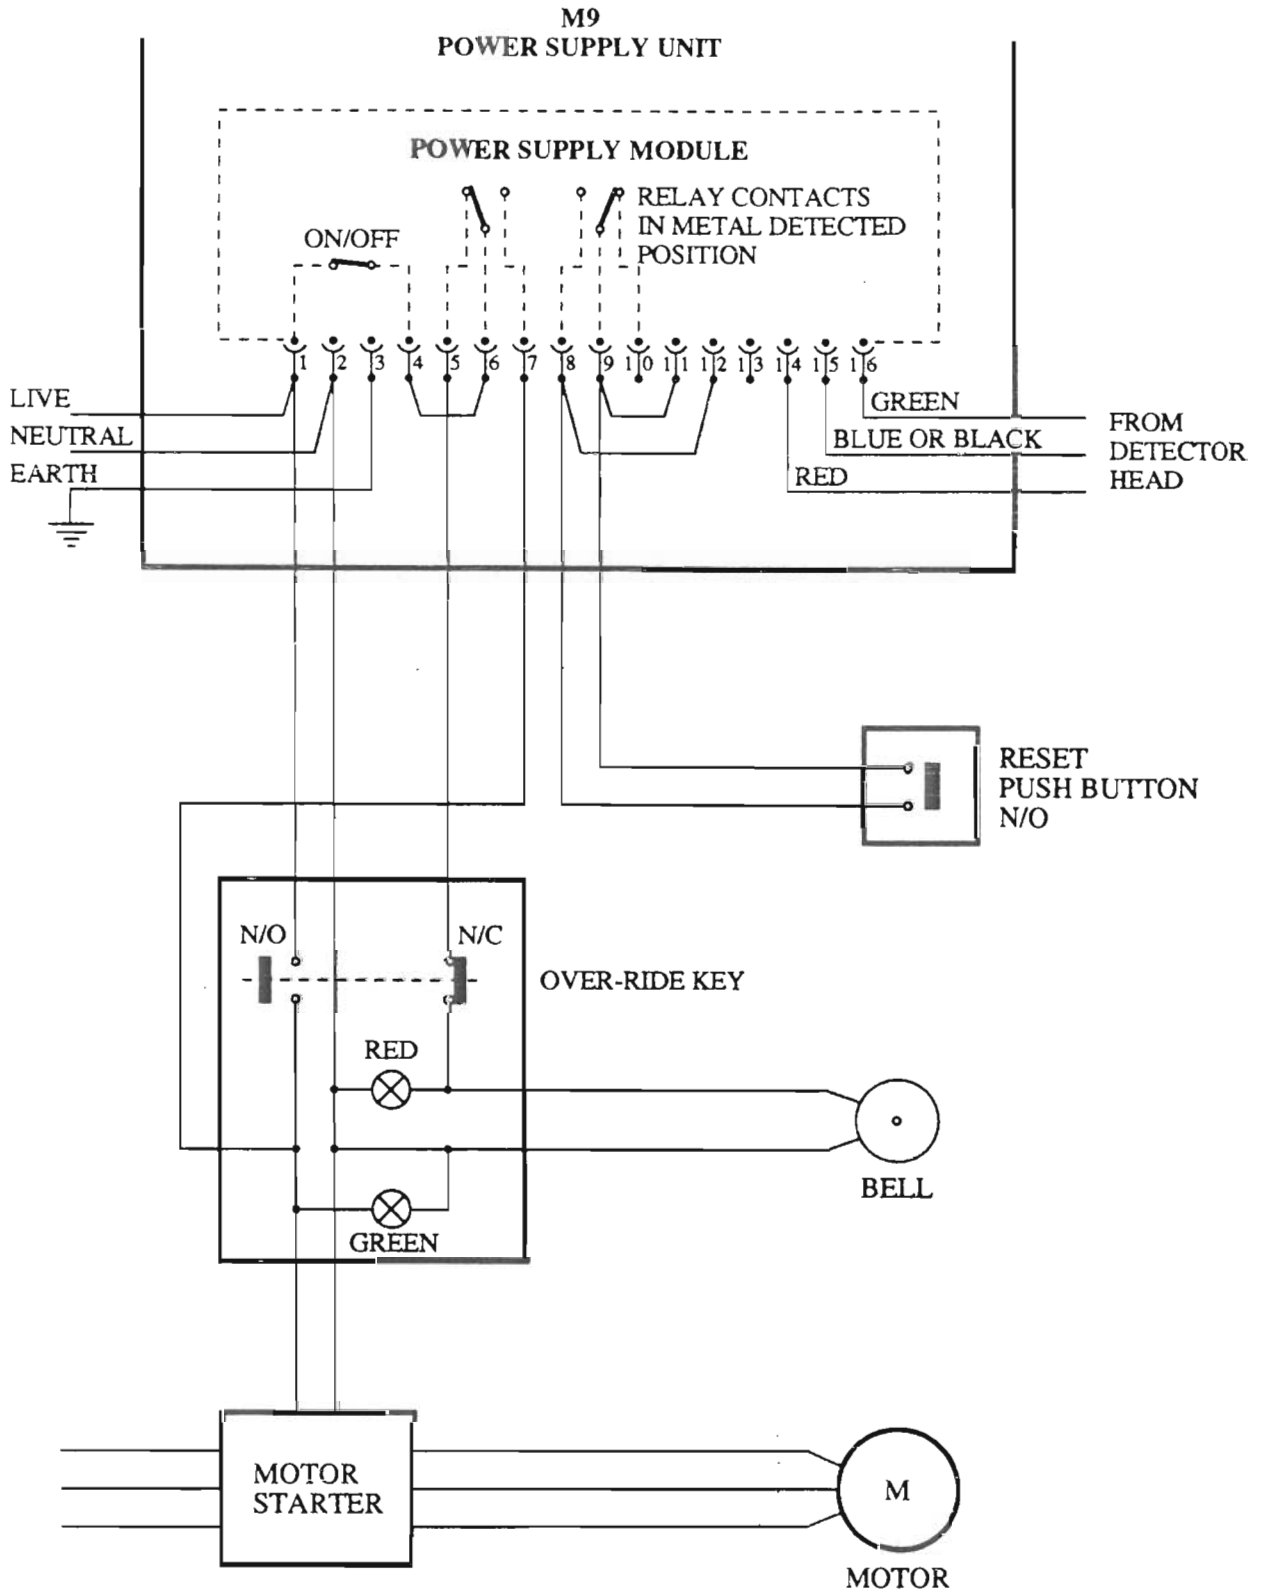 M9
POWER SUPPLY UNIT
POWER SUPPLY MODULE
RELAY CONTACTS
IN METAL DETECTED
POSITION
ON/OFF
1 2 3 4 5 6 7 8 9 10 11 12 13 14 15 16
LIVE
NEUTRAL
EARTH
GREEN
BLUE OR BLACK
RED
FROM
DETECTOR
HEAD
RESET
PUSH BUTTON
N/O
N/O
N/C
OVER-RIDE KEY
RED
BELL
GREEN
MOTOR
STARTER
M
MOTOR